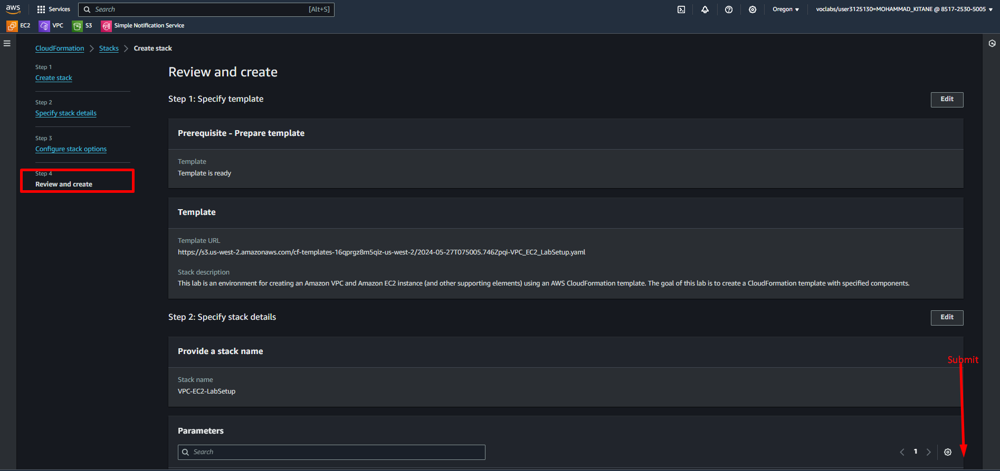 aws
Services
Search
[Alt+S]
Oregon
voclabs/user3125130=MOHAMMAD_KITANE @ 8517-2530-5005
EC2
VPC
S3
Simple Notification Service
CloudFormation
Stacks
Create stack
Step 1
Create stack
Step 2
Specify stack details
Step 3
Configure stack options
Step 4
Review and create
Review and create
Step 1: Specify template
Edit
Prerequisite - Prepare template
Template
Template is ready
Template
Template URL
https://s3.us-west-2.amazonaws.com/cf-templates-16qprgz8m5qiz-us-west-2/2024-05-27T075005.746Zpqi-VPC_EC2_LabSetup.yaml
Stack description
This lab is an environment for creating an Amazon VPC and Amazon EC2 instance (and other supporting elements) using an AWS CloudFormation template. The goal of this lab is to create a CloudFormation template with specified components.
Step 2: Specify stack details
Edit
Provide a stack name
Submit
Stack name
VPC-EC2-LabSetup
Parameters
Search
1